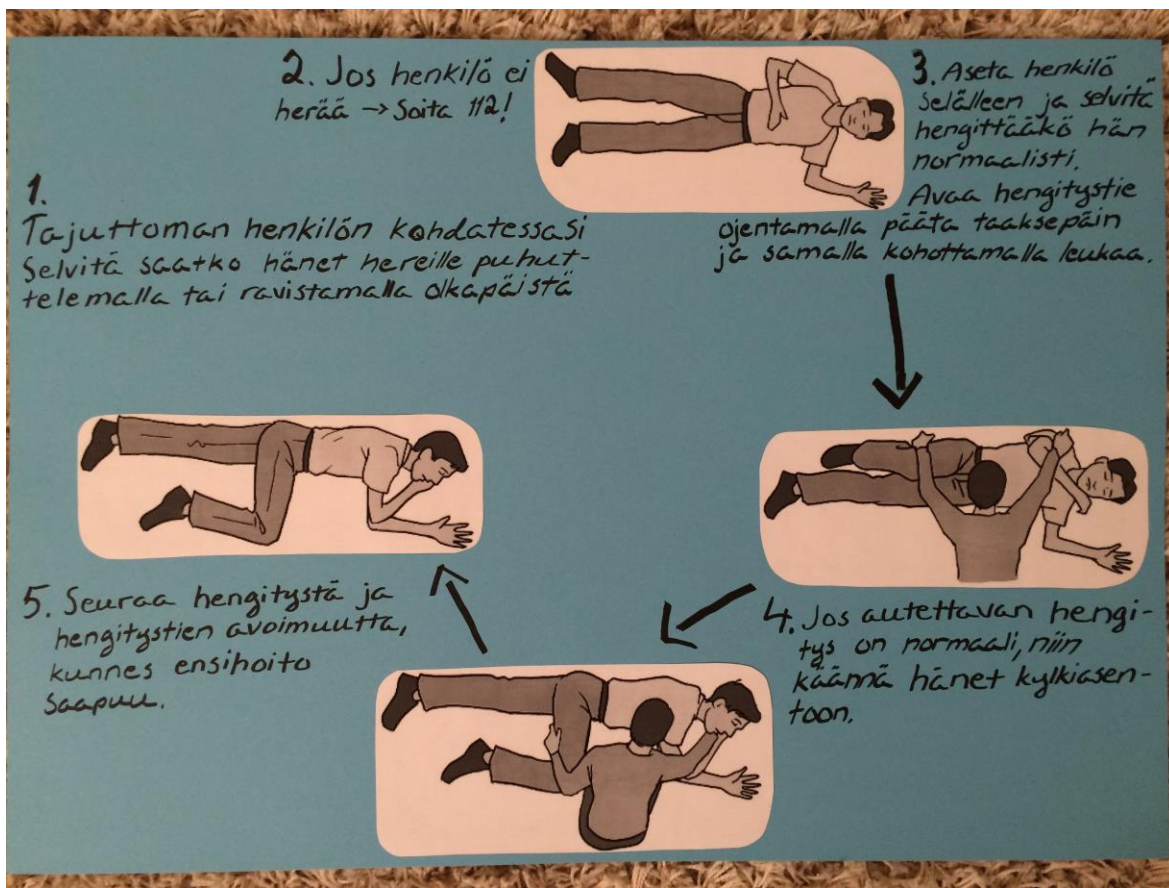 1.
Tajuttoman henkilön kohdatessasi
selvitä saatko hänet hereille puhut-
telemalla tai ravistamalla olkapäistä
2. Jos henkilö ei
herää → Soita 112!
3. Aseta henkilö
selälleen ja selvitä
hengittääkö hän
normaalisti.
Avaa hengitystie
ojentamalla päätä taaksepäin
ja samalla kohottamalla leukaa.
4. Jos autettavan hengi-
tys on normaali, niin
käännä hänet kylkiasen-
toon.
5. Seuraa hengitystä ja
hengitystien avoimuutta,
kunnes ensihoito
saapuu.